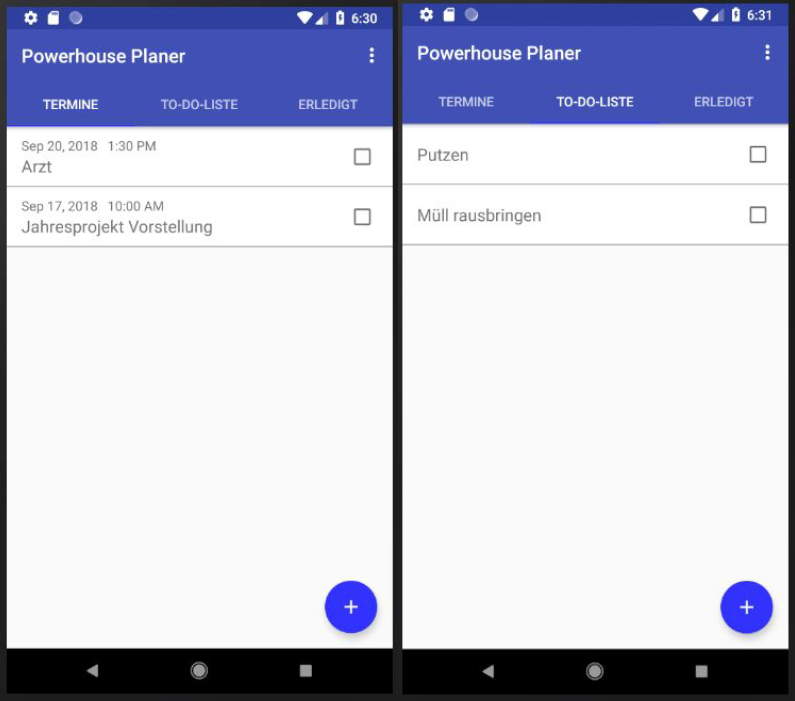 6:30
Powerhouse Planer
TERMINE TO-DO-LISTE ERLEDIGT
Sep 20, 2018 1:30 PM
Arzt
Sep 17, 2018 10:00 AM
Jahresprojekt Vorstellung
+
6:31
Powerhouse Planer
TERMINE TO-DO-LISTE ERLEDIGT
Putzen
Müll rausbringen
+